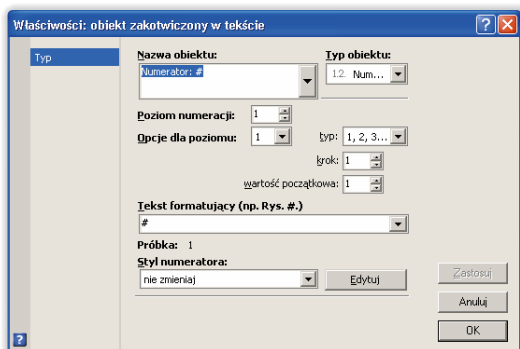 Właściwości: obiekt zakotwiczony w tekście
Typ
Nazwa obiektu: Typ obiektu:
Numerator: # 1.2. Num...
Poziom numeracji: 1
Opcje dla poziomu: 1 typ: 1, 2, 3...
krok: 1
wartość początkowa: 1
Tekst formatujący (np. Rys. #.)
#
Próbka: 1
Styl numeratora:
nie zmieniaj Edytuj
Zastosuj
Anuluj
OK